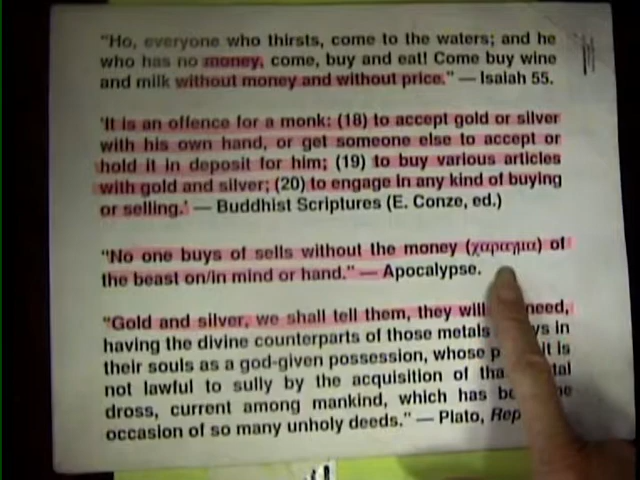 “Ho, everyone who thirsts, come to the waters; and he
who has no money, come, buy and eat! Come buy wine
and milk without money and without price.” — Isaiah 55.
'It is an offence for a monk: (18) to accept gold or silver
with his own hand, or get someone else to accept or
hold it in deposit for him; (19) to buy various articles
with gold and silver; (20) to engage in any kind of buying
or selling.' — Buddhist Scriptures (E. Conze, ed.)
“No one buys of sells without the money (χαραγμα) of
the beast on/in mind or hand.” — Apocalypse.
“Gold and silver, we shall tell them, they will need,
having the divine counterparts of those metals in
their souls as a god-given possession, whose it is
not lawful to sully by the acquisition of
dross, current among mankind, which has
occasion of so many unholy deeds.” — Plato, Rep